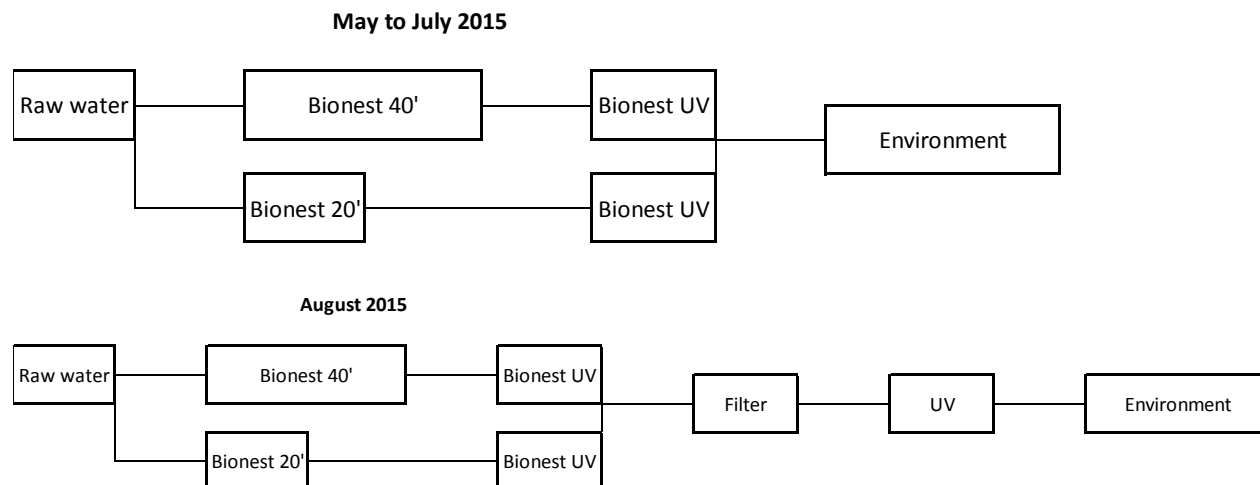 May to July 2015
Raw water
Bionest 40'
Bionest UV
Environment
Bionest 20'
Bionest UV
August 2015
Raw water
Bionest 40'
Bionest UV
Filter
UV
Environment
Bionest 20'
Bionest UV